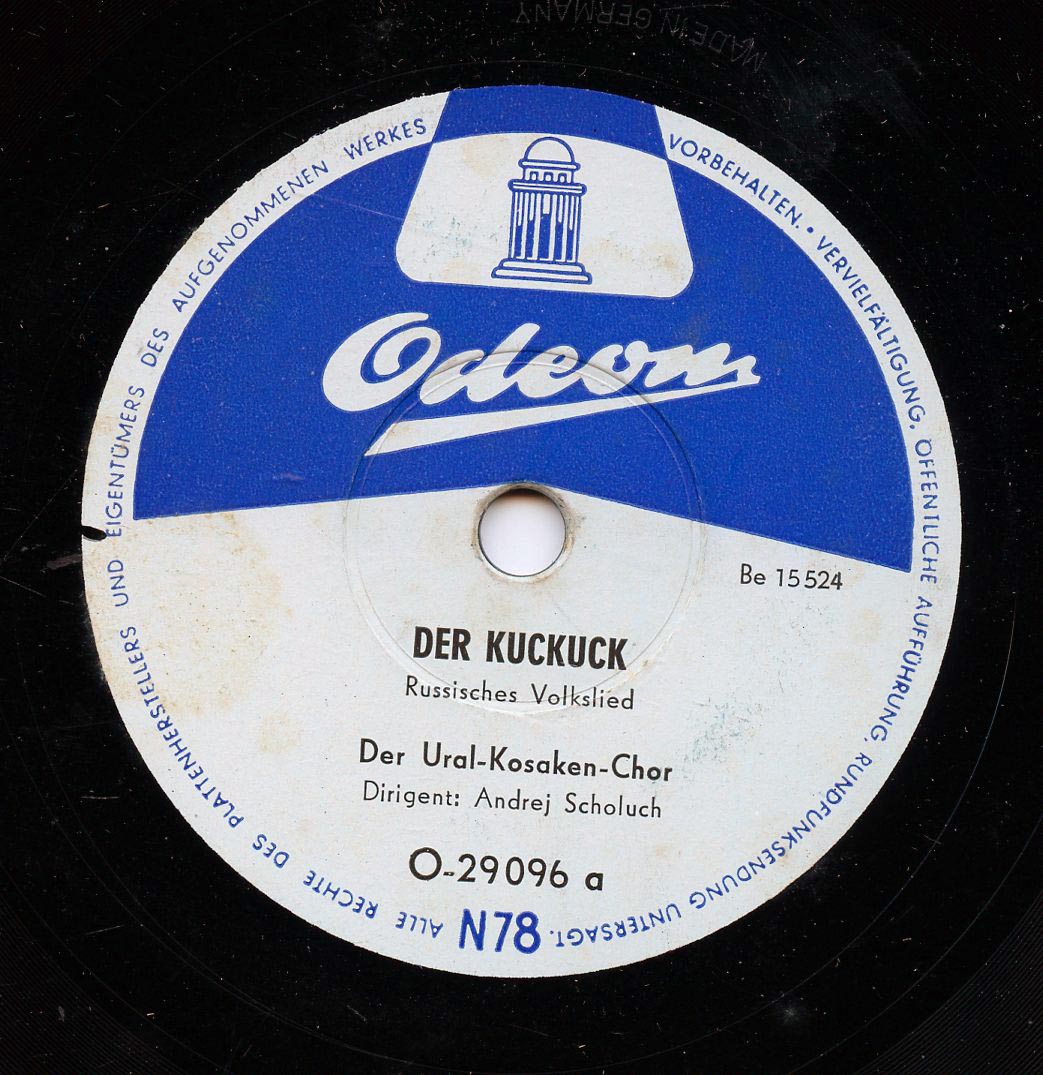 MADE IN GERMANY
ALLE RECHTE DES PLATTENHERSTELLERS UND EIGENTÜMERS DES AUFGENOMMENEN WERKES VORBEHALTEN. • VERVIELFÄLTIGUNG, ÖFFENTLICHE AUFFÜHRUNG, RUNDFUNKSENDUNG UNTERSAGT.
Odeon
Be 15524
DER KUCKUCK
Russisches Volkslied
Der Ural-Kosaken-Chor
Dirigent: Andrej Scholuch
O-29096 a
N78